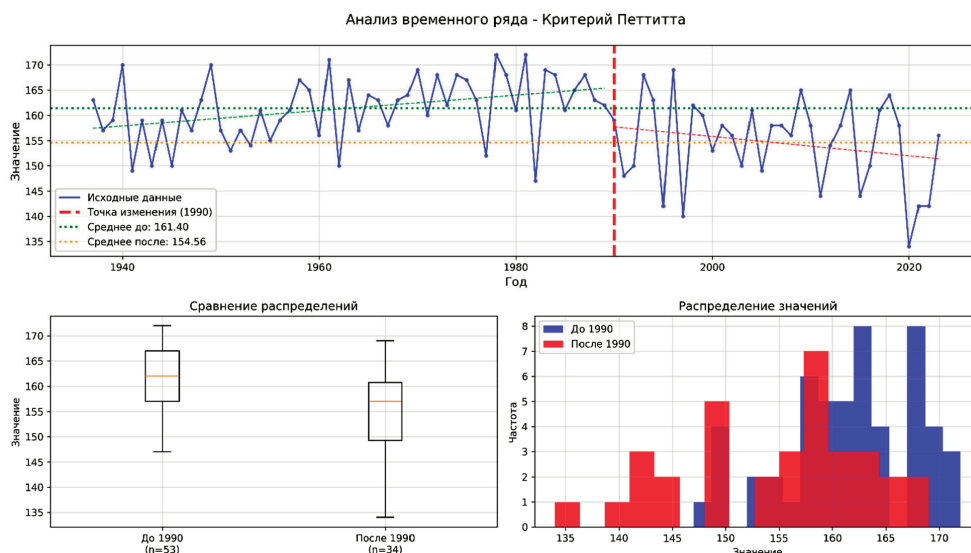 Анализ временного ряда - Критерий Петтитта
170
165
160
155
150
145
140
135
Значение
Исходные данные
Точка изменения (1990)
Среднее до: 161.40
Среднее после: 154.56
1940
1960
1980
2000
2020
Год
Сравнение распределений
170
165
160
155
150
145
140
135
Значение
До 1990
(n=53)
После 1990
(n=34)
Распределение значений
8
7
6
5
4
3
2
1
0
Частота
До 1990
После 1990
135
140
145
150
155
160
165
170
Значение